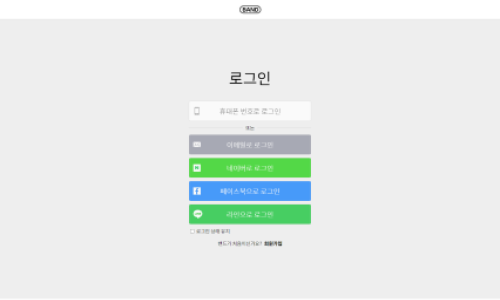 BAND
로그인
휴대폰 번호로 로그인
또는
이메일로 로그인
네이버로 로그인
페이스북으로 로그인
라인으로 로그인
로그인 상태 유지
밴드가 처음이신가요? 회원가입